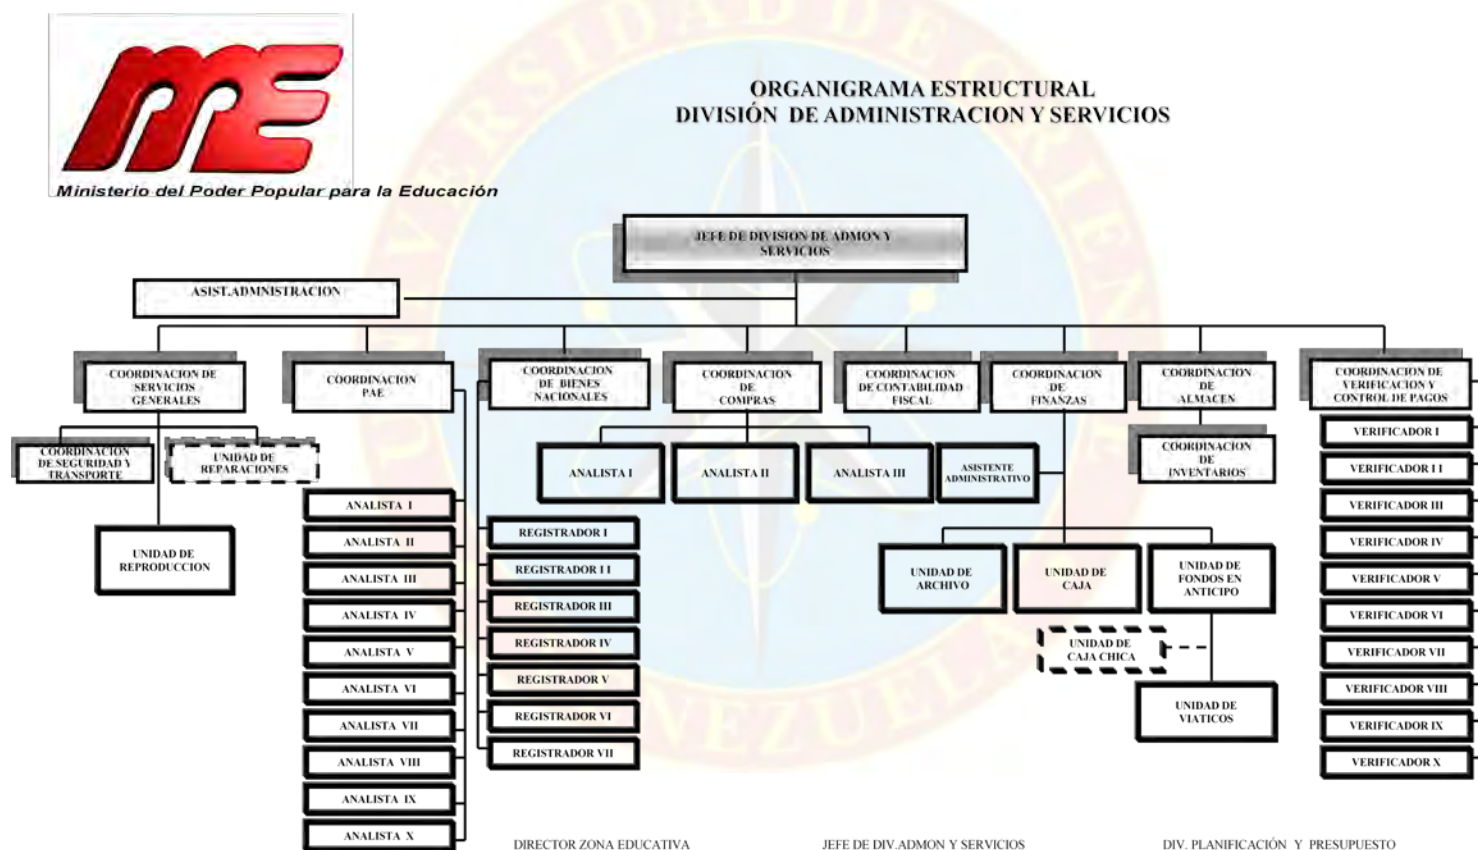 ORGANIGRAMA ESTRUCTURAL
DIVISIÓN DE ADMINISTRACION Y SERVICIOS
Ministerio del Poder Popular para la Educación
JEFE DE DIVISION DE ADMON Y
SERVICIOS
ASIST.ADMNISTRACION
COORDINACION DE
SERVICIOS
GENERALES
COORDINACION
PAE
COORDINACION
DE BIENES
NACIONALES
COORDINACION
DE
COMPRAS
COORDINACION
DE CONTABILIDAD
FISCAL
COORDINACION
DE
FINANZAS
COORDINACION
DE
ALMACEN
COORDINACION DE
VERIFICACION Y
CONTROL DE PAGOS
COORDINACION
DE SEGURIDAD Y
TRANSPORTE
UNIDAD DE
REPARACIONES
UNIDAD DE
REPRODUCCION
ANALISTA I
ANALISTA II
ANALISTA III
ANALISTA IV
ANALISTA V
ANALISTA VI
ANALISTA VII
ANALISTA VIII
ANALISTA IX
ANALISTA X
REGISTRADOR I
REGISTRADOR I I
REGISTRADOR III
REGISTRADOR IV
REGISTRADOR V
REGISTRADOR VI
REGISTRADOR VII
ANALISTA I
ANALISTA II
ANALISTA III
ASISTENTE
ADMINISTRATIVO
UNIDAD DE
ARCHIVO
UNIDAD DE
CAJA
UNIDAD DE
FONDOS EN
ANTICIPO
UNIDAD DE
CAJA CHICA
UNIDAD DE
VIATICOS
COORDINACION
DE
INVENTARIOS
VERIFICADOR I
VERIFICADOR I I
VERIFICADOR III
VERIFICADOR IV
VERIFICADOR V
VERIFICADOR VI
VERIFICADOR VII
VERIFICADOR VIII
VERIFICADOR IX
VERIFICADOR X
DIRECTOR ZONA EDUCATIVA
JEFE DE DIV.ADMON Y SERVICIOS
DIV. PLANIFICACIÓN Y PRESUPUESTO
UNIVERSIDAD DE ORIENTE
VENEZUELA